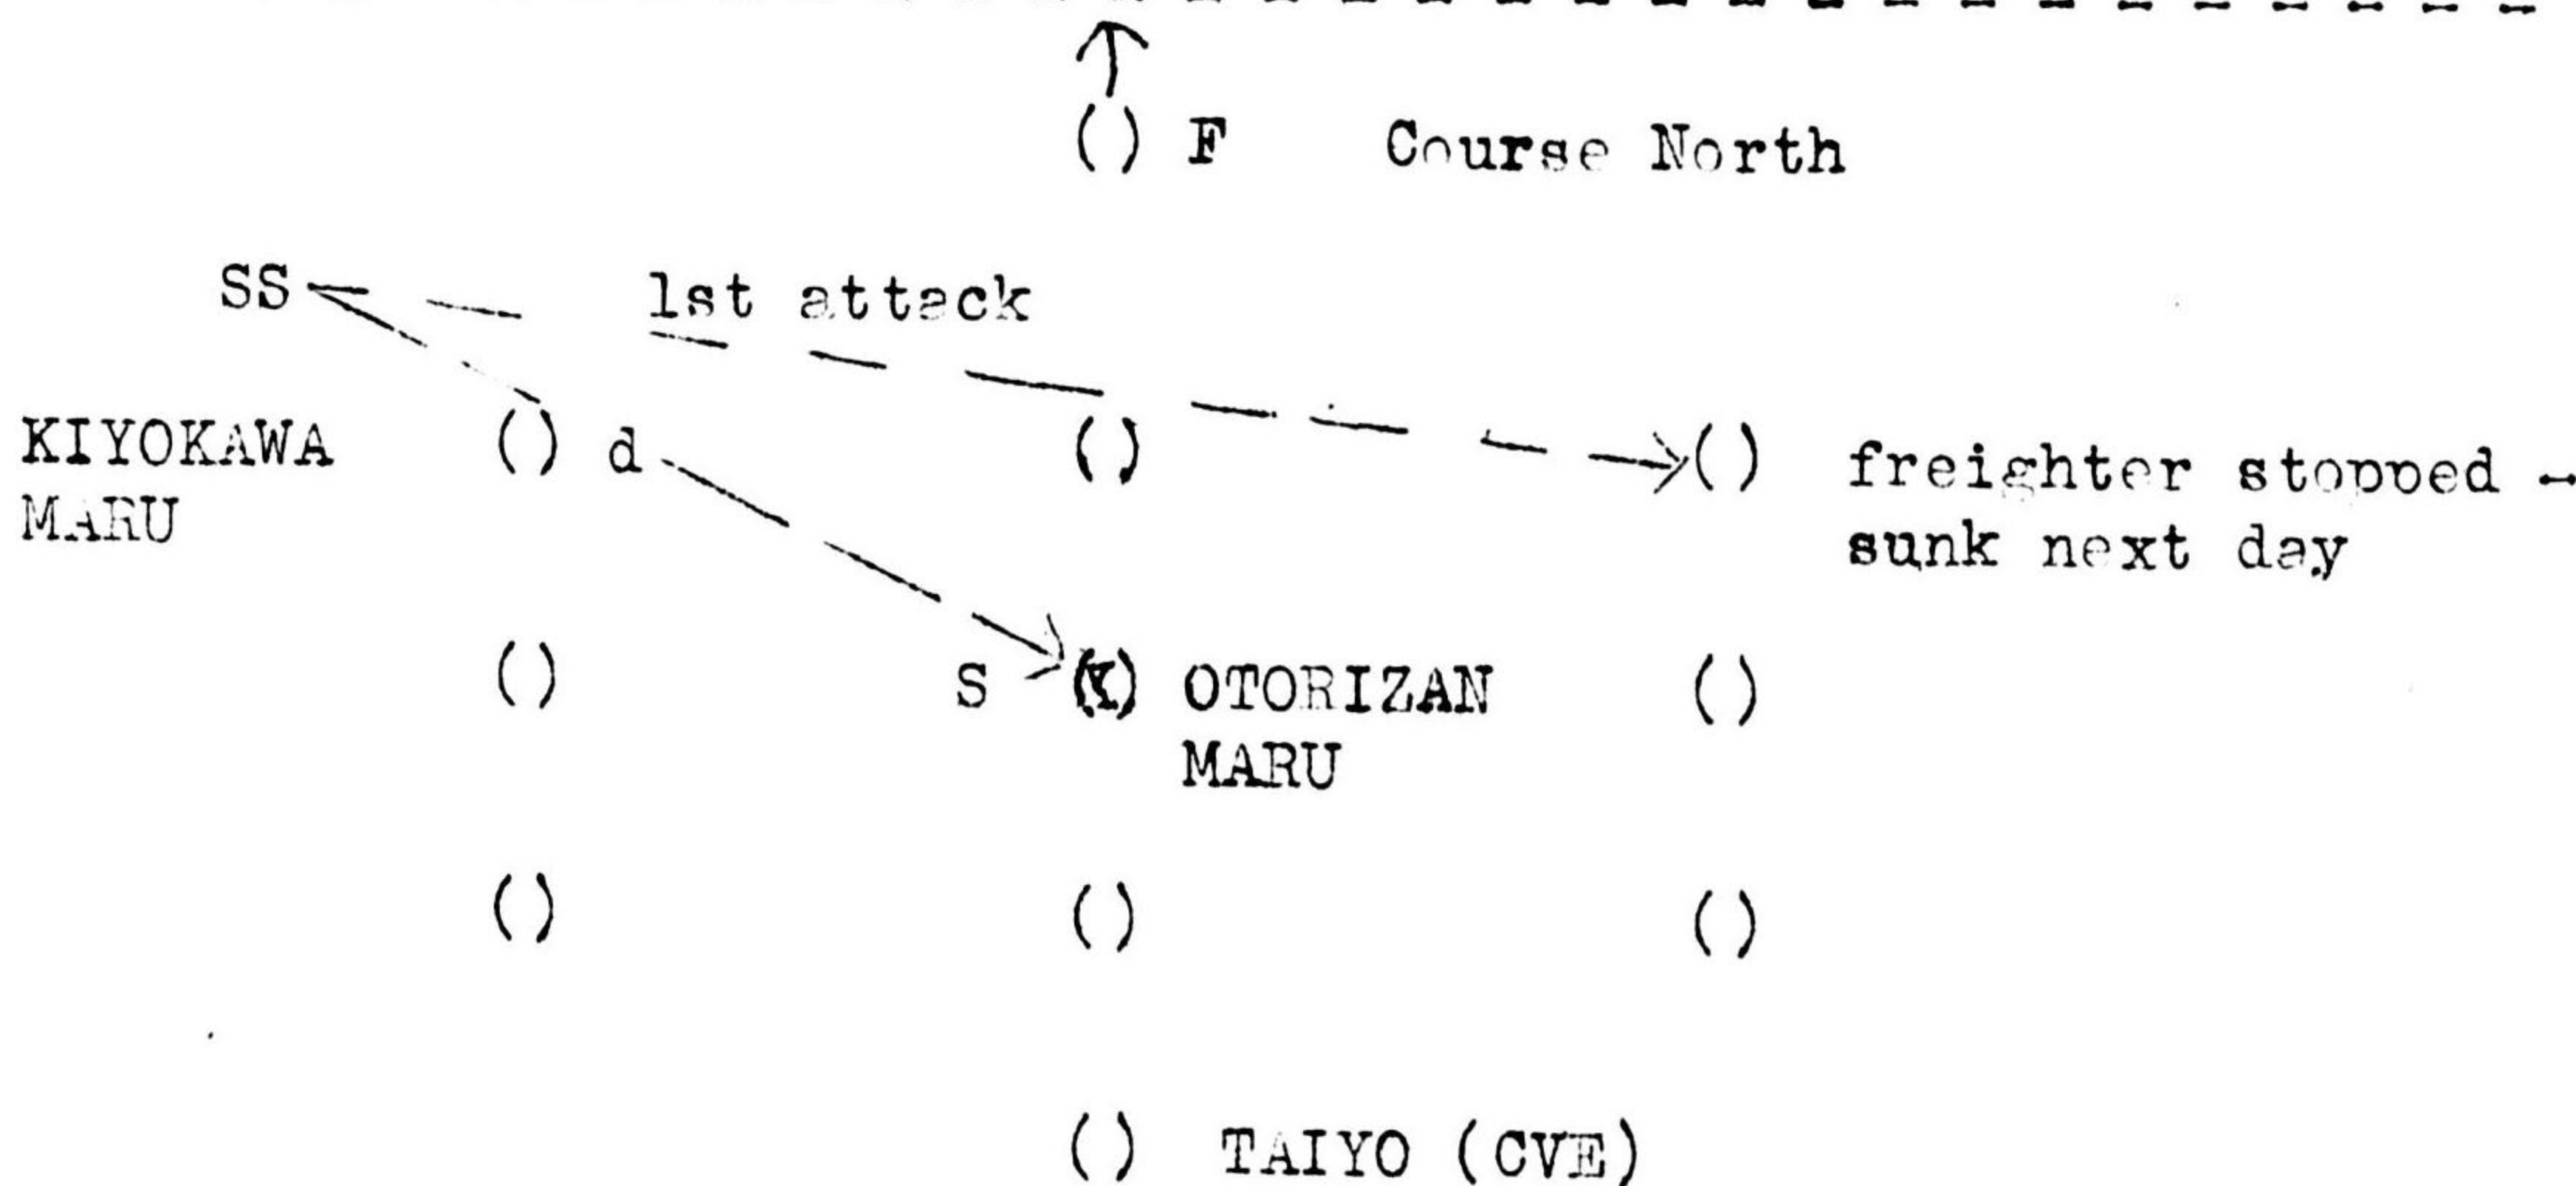 () F Course North
SS 1st attack
KIYOKAWA () d () () freighter stopped -
MARU sunk next day
() S (X) OTORIZAN ()
MARU
() () ()
() TAIYO (CVE)